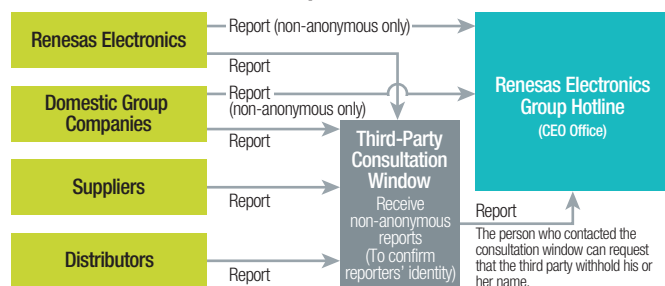 Renesas Electronics
Report (non-anonymous only)
Report
Domestic Group
Companies
Report
(non-anonymous only)
Report
Suppliers
Report
Distributors
Report
Third-Party
Consultation
Window
Receive
non-anonymous
reports
(To confirm
reporters' identity)
Renesas Electronics
Group Hotline
(CEO Office)
Report
The person who contacted the
consultation window can request
that the third party withhold his or
her name.